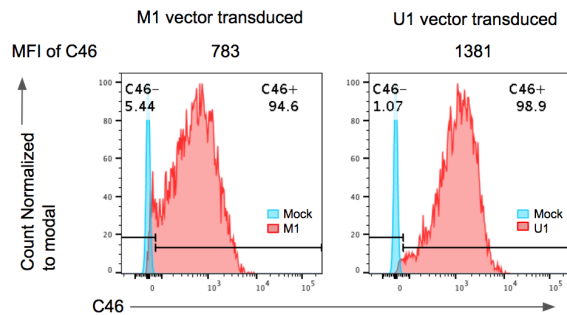 M1 vector transduced U1 vector transduced
MFI of C46 783 1381
Count Normalized
to modal
C46− C46+
5.44 94.6
100
80
60
40
20
0
Mock
M1
0 10³ 10⁴ 10⁵
C46− C46+
1.07 98.9
100
80
60
40
20
0
Mock
U1
0 10³ 10⁴ 10⁵
C46